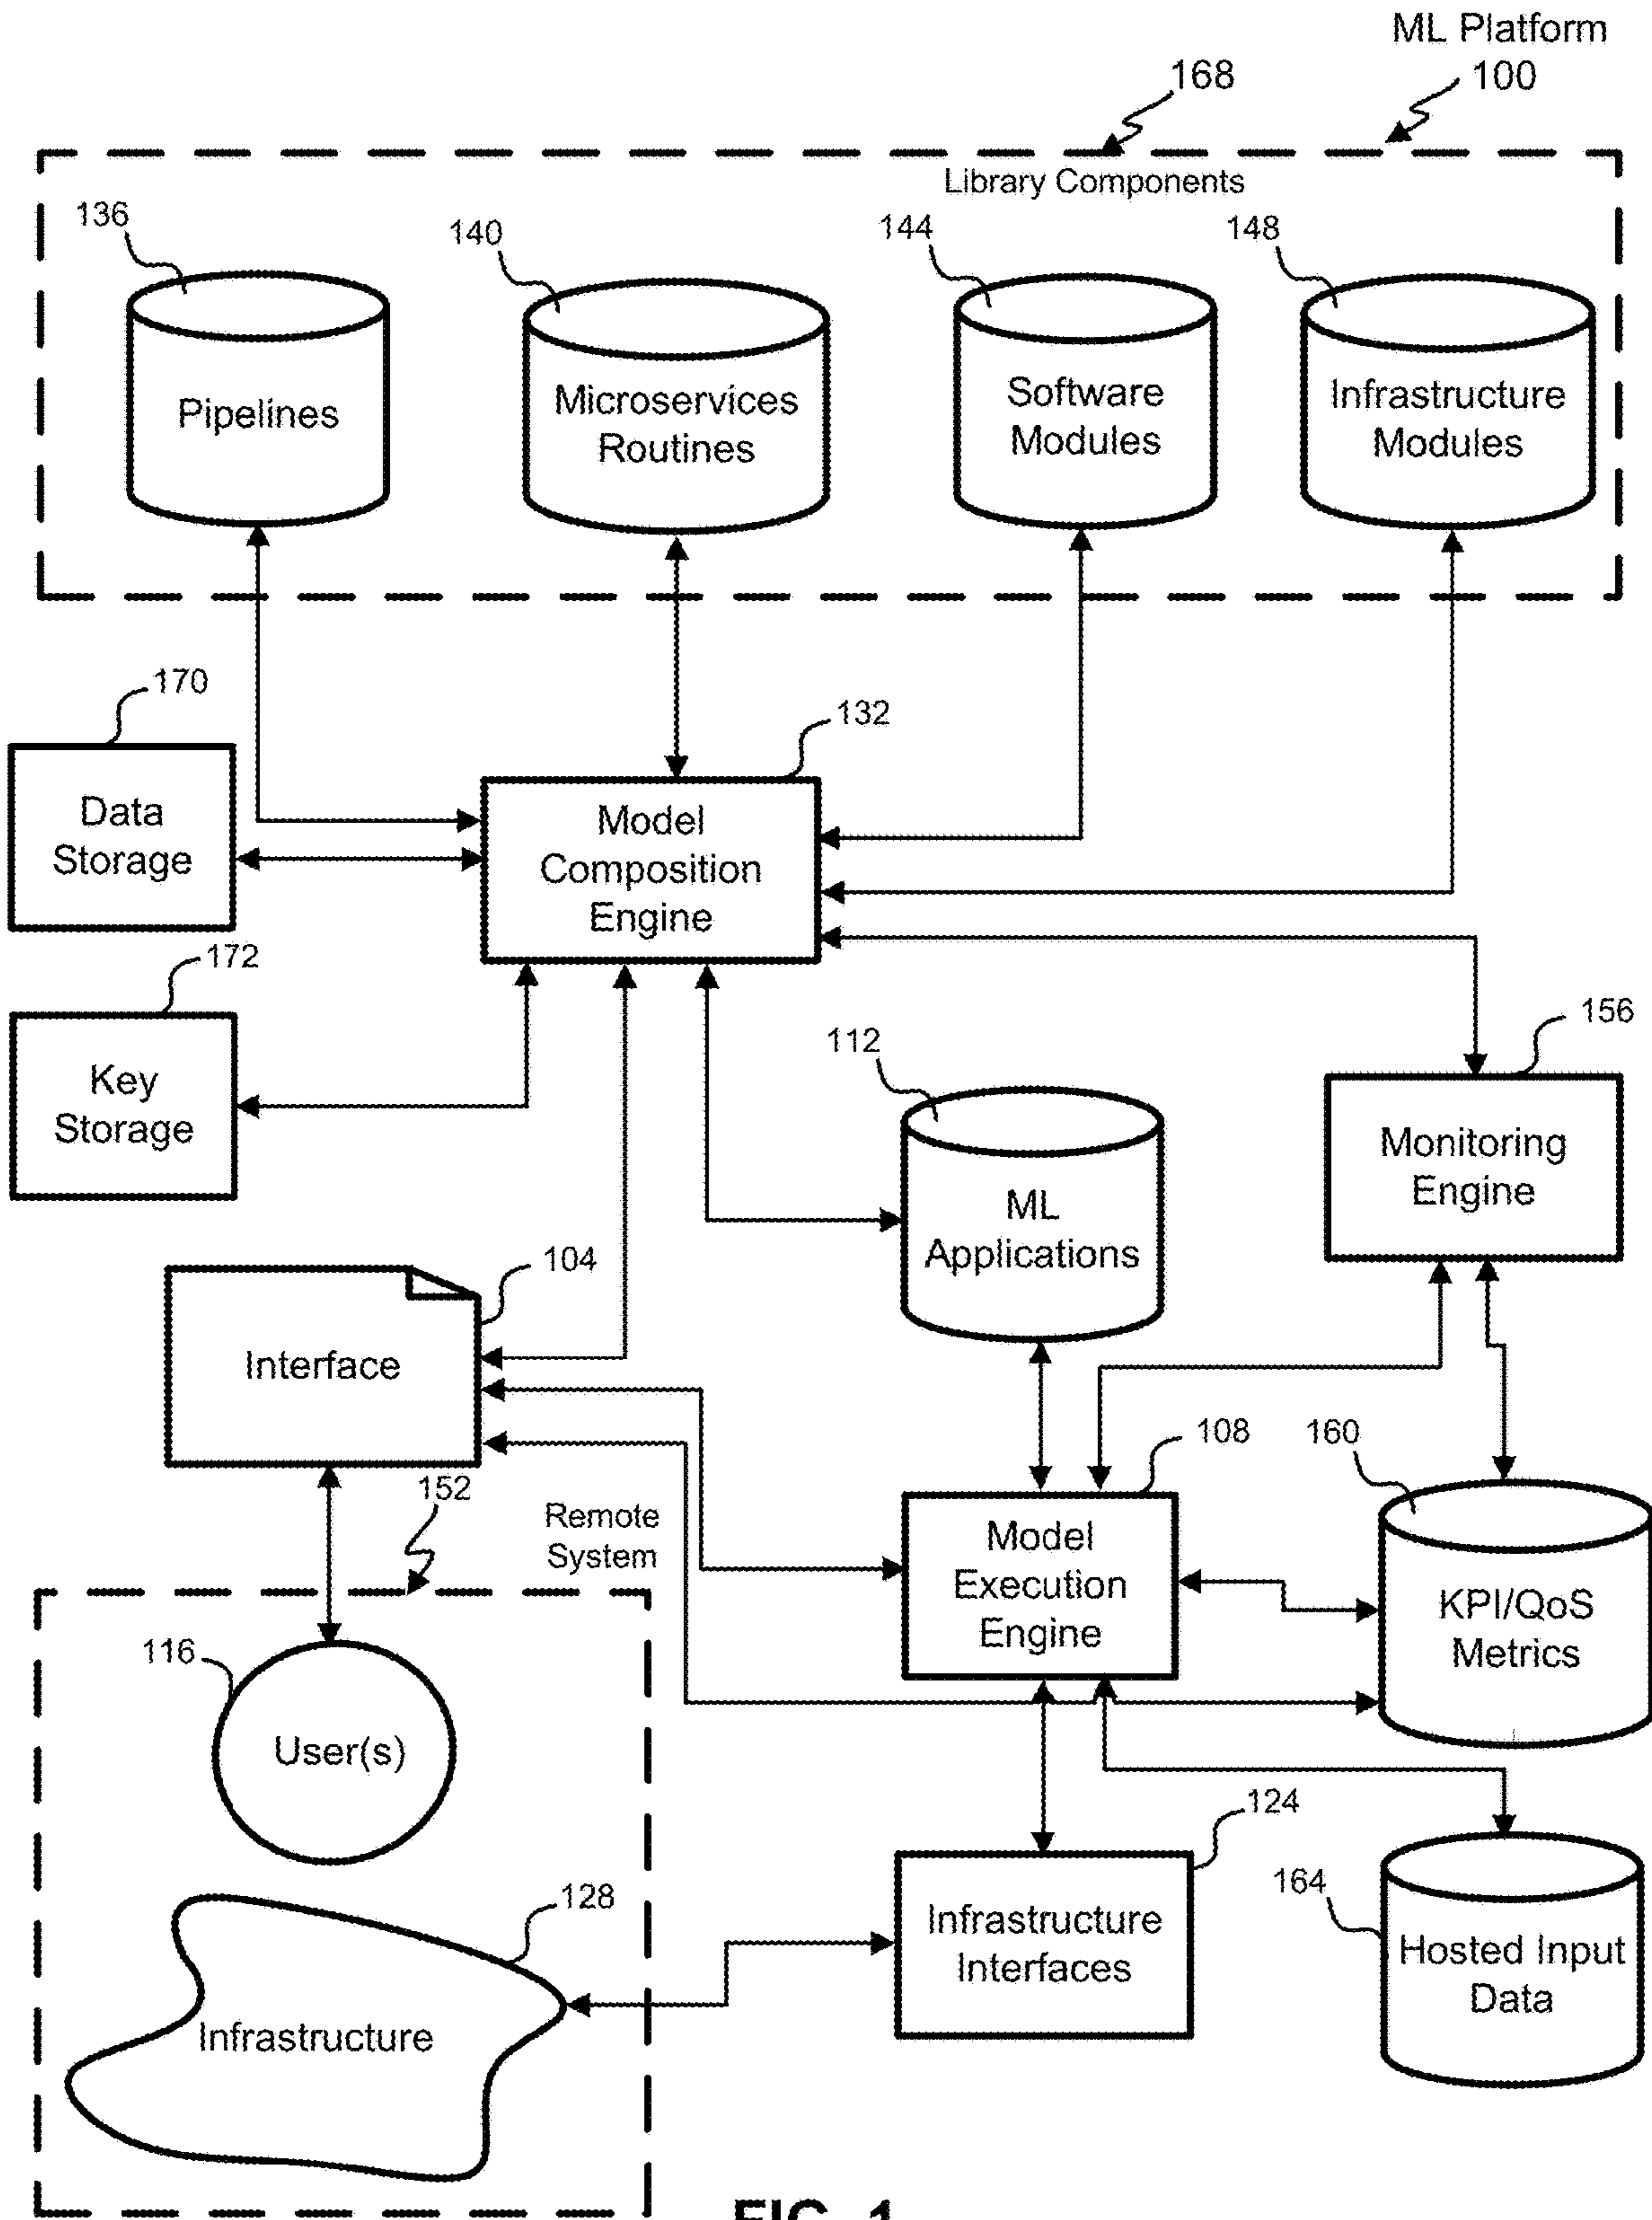 ML Platform
100
168
Library Components
136
140
144
148
Pipelines
Microservices
Routines
Software
Modules
Infrastructure
Modules
170
132
Data
Storage
Model
Composition
Engine
172
156
112
Key
Storage
Monitoring
Engine
ML
Applications
104
Interface
108
160
152
Remote
System
Model
Execution
Engine
KPI/QoS
Metrics
116
User(s)
124
164
128
Infrastructure
Interfaces
Hosted Input
Data
Infrastructure
FIG. 1